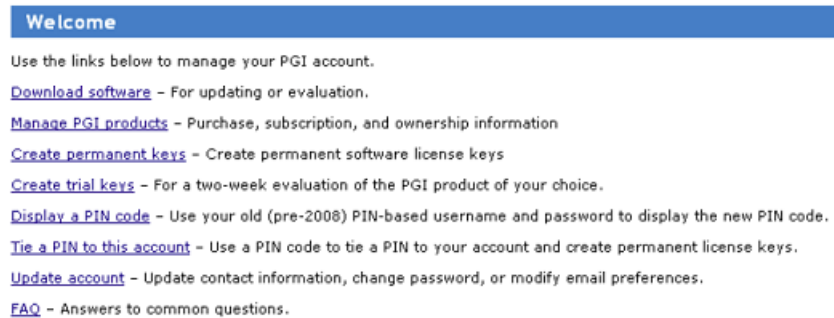 Welcome
Use the links below to manage your PGI account.
Download software – For updating or evaluation.
Manage PGI products – Purchase, subscription, and ownership information
Create permanent keys – Create permanent software license keys
Create trial keys – For a two-week evaluation of the PGI product of your choice.
Display a PIN code – Use your old (pre-2008) PIN-based username and password to display the new PIN code.
Tie a PIN to this account – Use a PIN code to tie a PIN to your account and create permanent license keys.
Update account – Update contact information, change password, or modify email preferences.
FAQ – Answers to common questions.